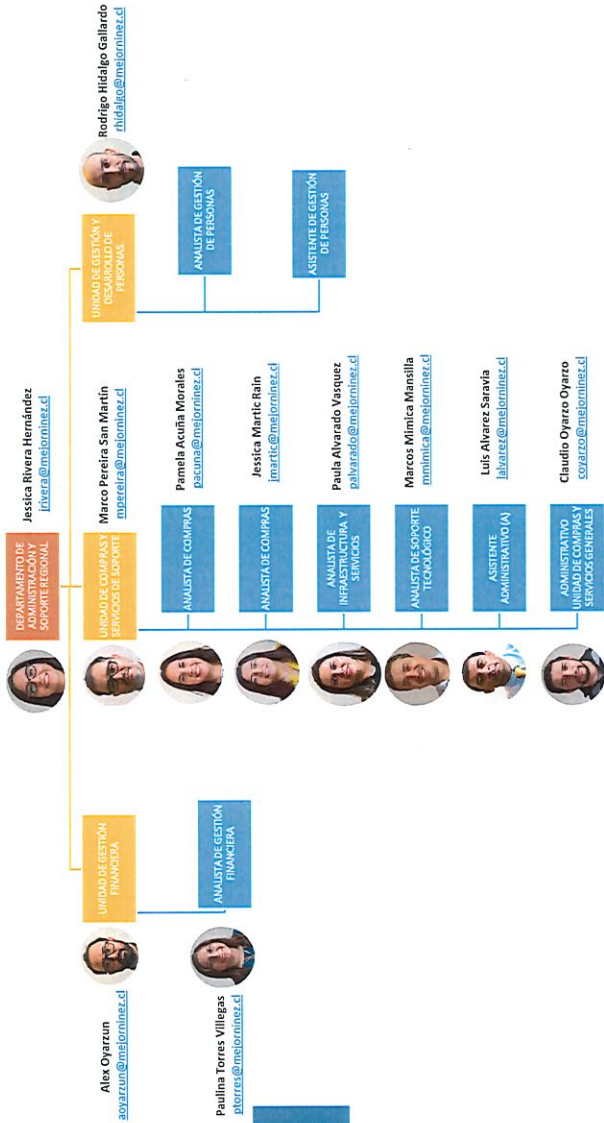 DEPARTAMENTO DE
ADMINISTRACIÓN Y
SOPORTE REGIONAL
Jessica Rivera Hernández
jrivera@mejorninez.cl
Alex Oyarzun
aoyarzun@mejorninez.cl
UNIDAD DE GESTIÓN
FINANCIERA
Paulina Torres Villegas
ptorres@mejorninez.cl
ANALISTA DE GESTIÓN
FINANCIERA
UNIDAD DE COMPRAS Y
SERVICIOS DE SOPORTE
Marco Pereira San Martín
mpereira@mejorninez.cl
ANALISTA DE COMPRAS
Pamela Acuña Morales
pacuna@mejorninez.cl
ANALISTA DE COMPRAS
Jessica Martic Rain
jmartic@mejorninez.cl
ANALISTA DE
INFRAESTRUCTURA Y
SERVICIOS
Paula Alvarado Vasquez
palvarado@mejorninez.cl
ANALISTA DE SOPORTE
TECNOLÓGICO
Marcos Mimica Mansilla
mmimica@mejorninez.cl
ASISTENTE
ADMINISTRATIVO (A)
Luis Alvarez Saravia
lalvarez@mejorninez.cl
ADMINISTRATIVO
UNIDAD DE COMPRAS Y
SERVICIOS GENERALES
Claudio Oyarzo Oyarzo
coyarzo@mejorninez.cl
UNIDAD DE GESTIÓN Y
DESARROLLO DE
PERSONAS
Rodrigo Hidalgo Gallardo
rhidalgo@mejorninez.cl
ANALISTA DE GESTIÓN
DE PERSONAS
ASISTENTE DE GESTIÓN
DE PERSONAS